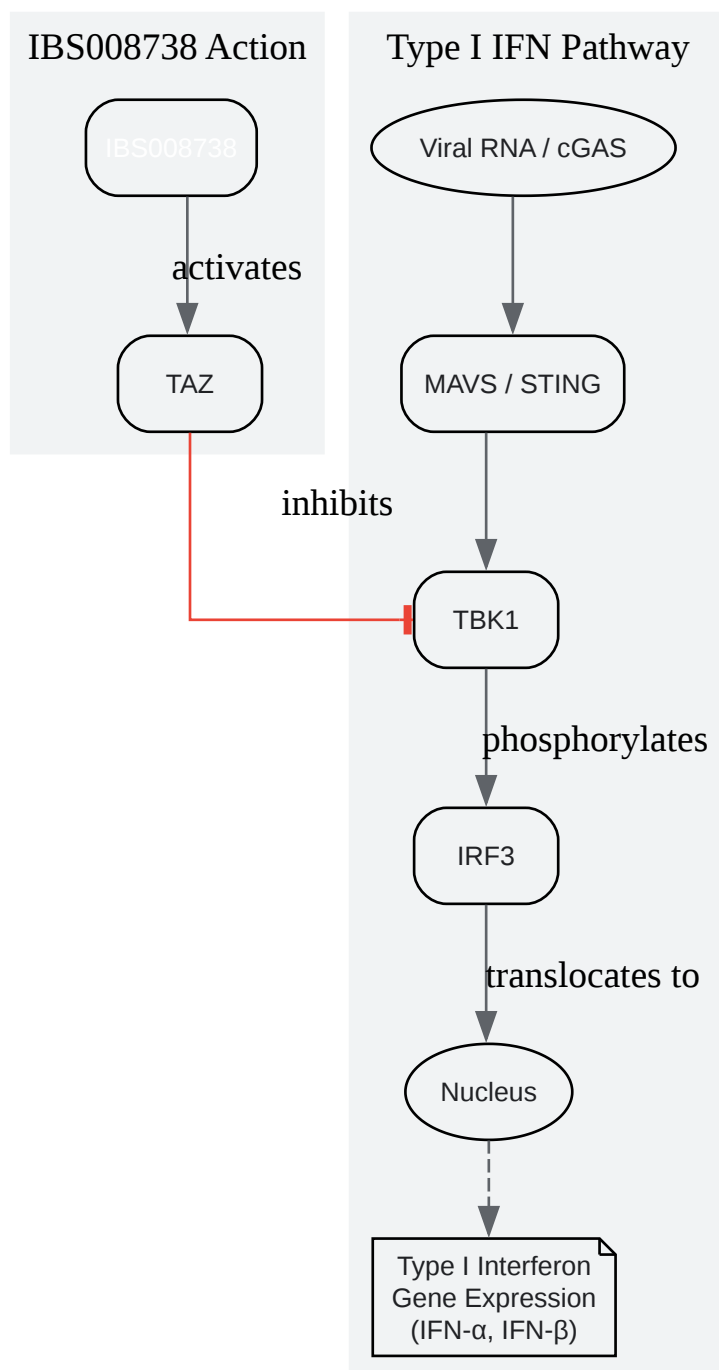 IBS008738 Action
IBS008738
activates
TAZ
inhibits
Type I IFN Pathway
Viral RNA / cGAS
MAVS / STING
TBK1
phosphorylates
IRF3
translocates to
Nucleus
Type I Interferon
Gene Expression
(IFN-α, IFN-β)